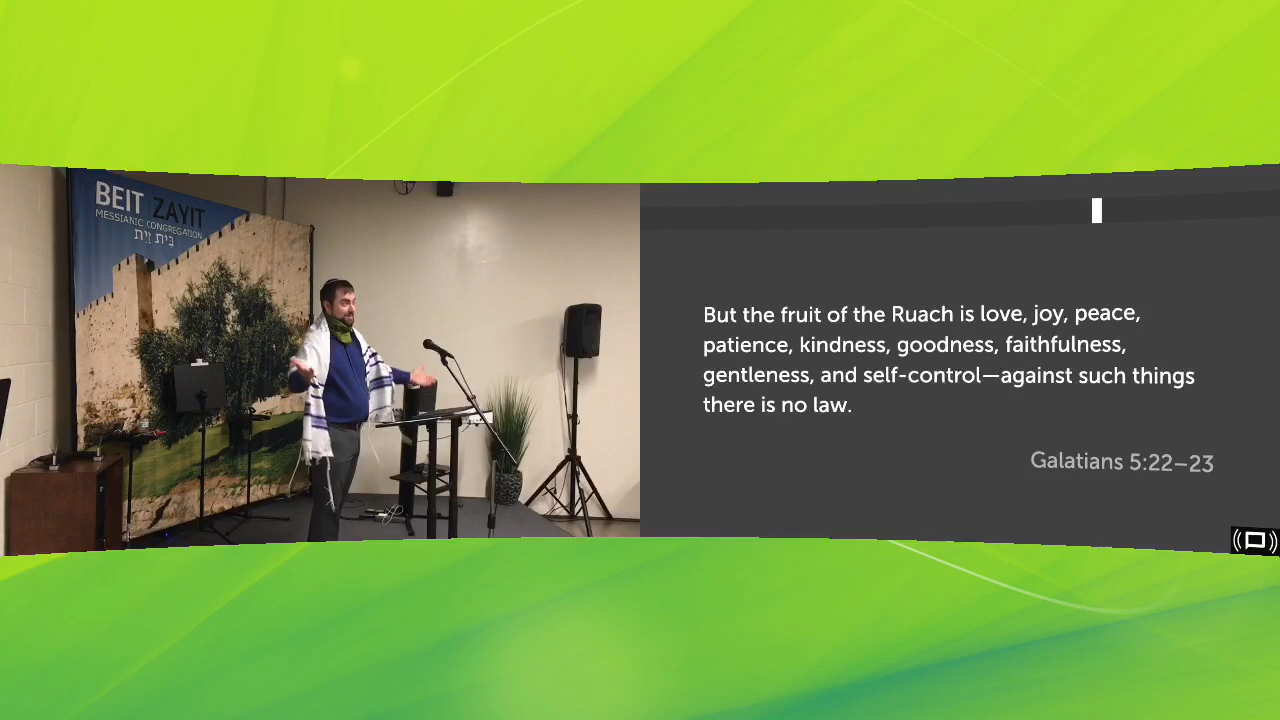 BEIT ZAYIT
MESSIANIC CONGREGATION
בית זית
But the fruit of the Ruach is love, joy, peace,
patience, kindness, goodness, faithfulness,
gentleness, and self-control—against such things
there is no law.
Galatians 5:22–23